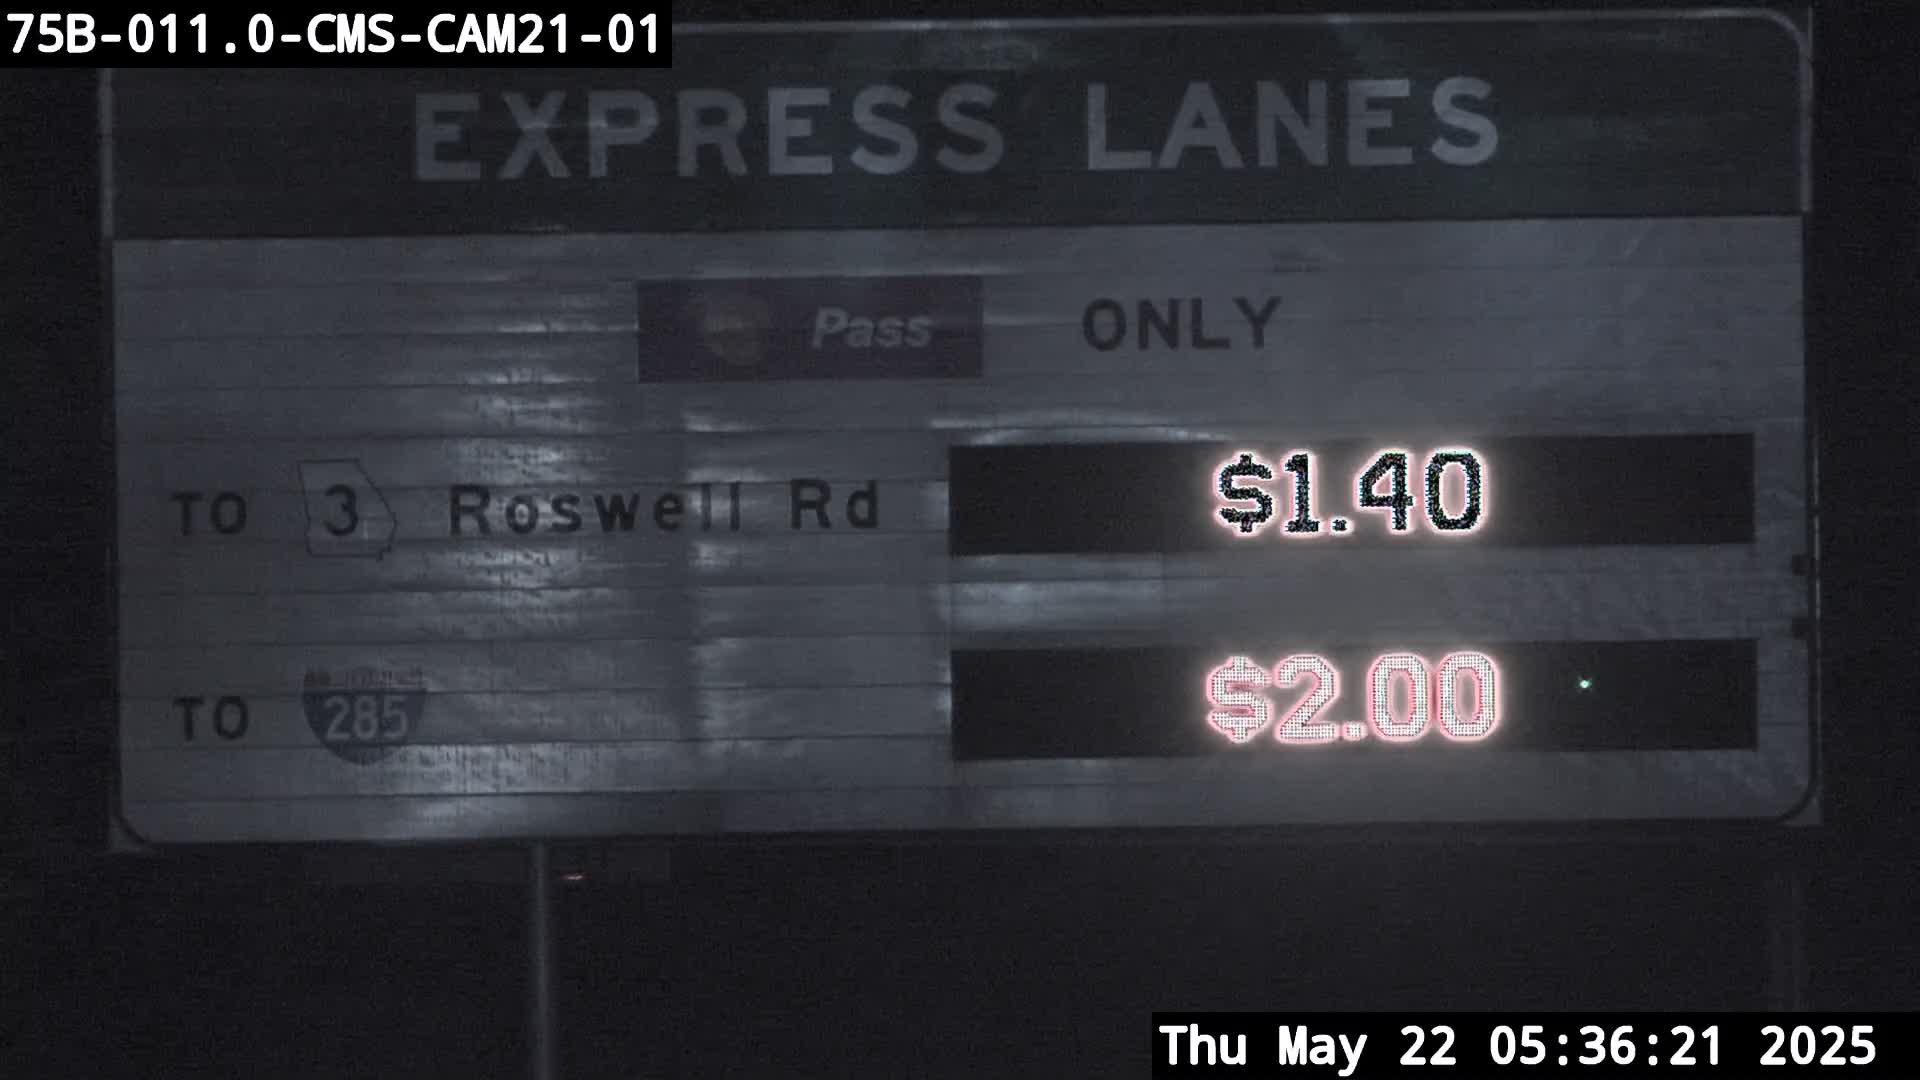 75B-011.0-CMS-CAM21-01
EXPRESS LANES
Pass ONLY
TO 3 Roswell Rd $1.40
TO 285 $2.00
Thu May 22 05:36:21 2025